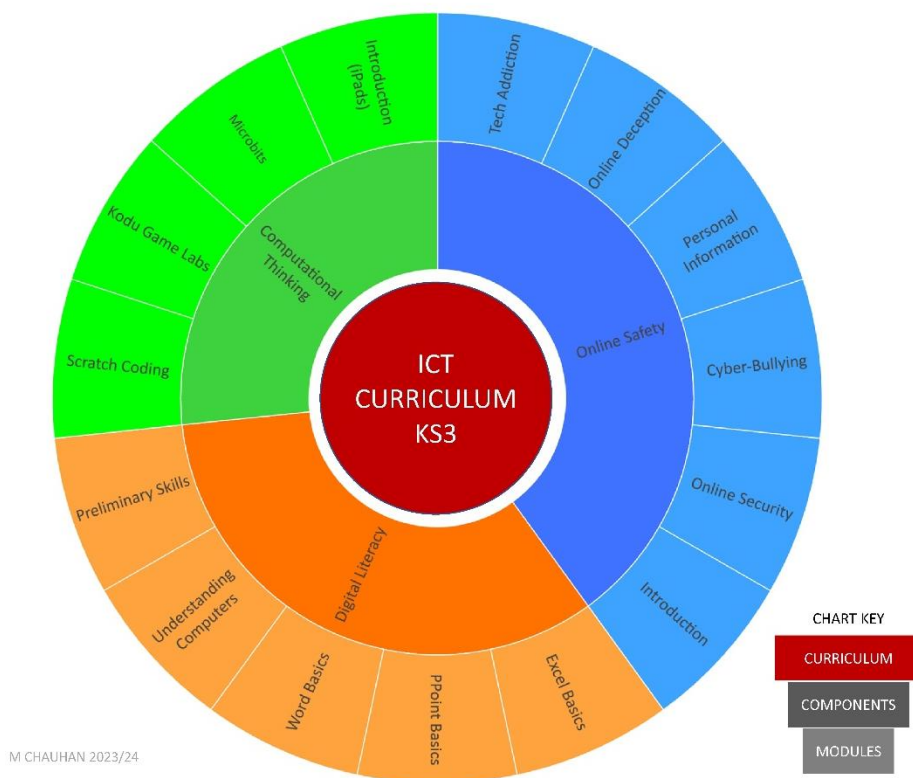 ICT
CURRICULUM
KS3
Online Safety
Tech Addiction
Online Deception
Personal
Information
Cyber-Bullying
Online Security
Introduction
Digital Literacy
Excel Basics
PPoint Basics
Word Basics
Understanding
Computers
Preliminary Skills
Computational
Thinking
Scratch Coding
Kodu Game Labs
Microbits
Introduction
(iPads)
CHART KEY
CURRICULUM
COMPONENTS
MODULES
M CHAUHAN 2023/24